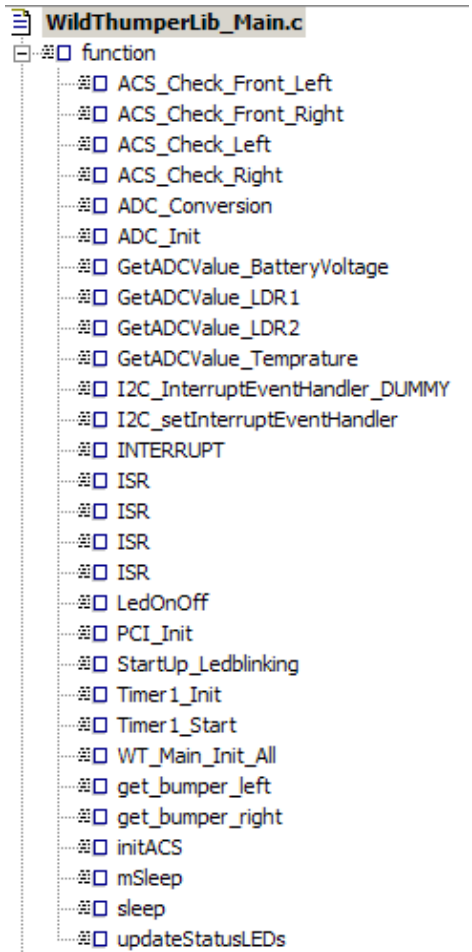 WildThumperLib_Main.c
function
ACS_Check_Front_Left
ACS_Check_Front_Right
ACS_Check_Left
ACS_Check_Right
ADC_Conversion
ADC_Init
GetADCValue_BatteryVoltage
GetADCValue_LDR1
GetADCValue_LDR2
GetADCValue_Temprature
I2C_InterruptEventHandler_DUMMY
I2C_setInterruptEventHandler
INTERRUPT
ISR
ISR
ISR
ISR
LedOnOff
PCI_Init
StartUp_Ledblinking
Timer1_Init
Timer1_Start
WT_Main_Init_All
get_bumper_left
get_bumper_right
initACS
mSleep
sleep
updateStatusLEDs